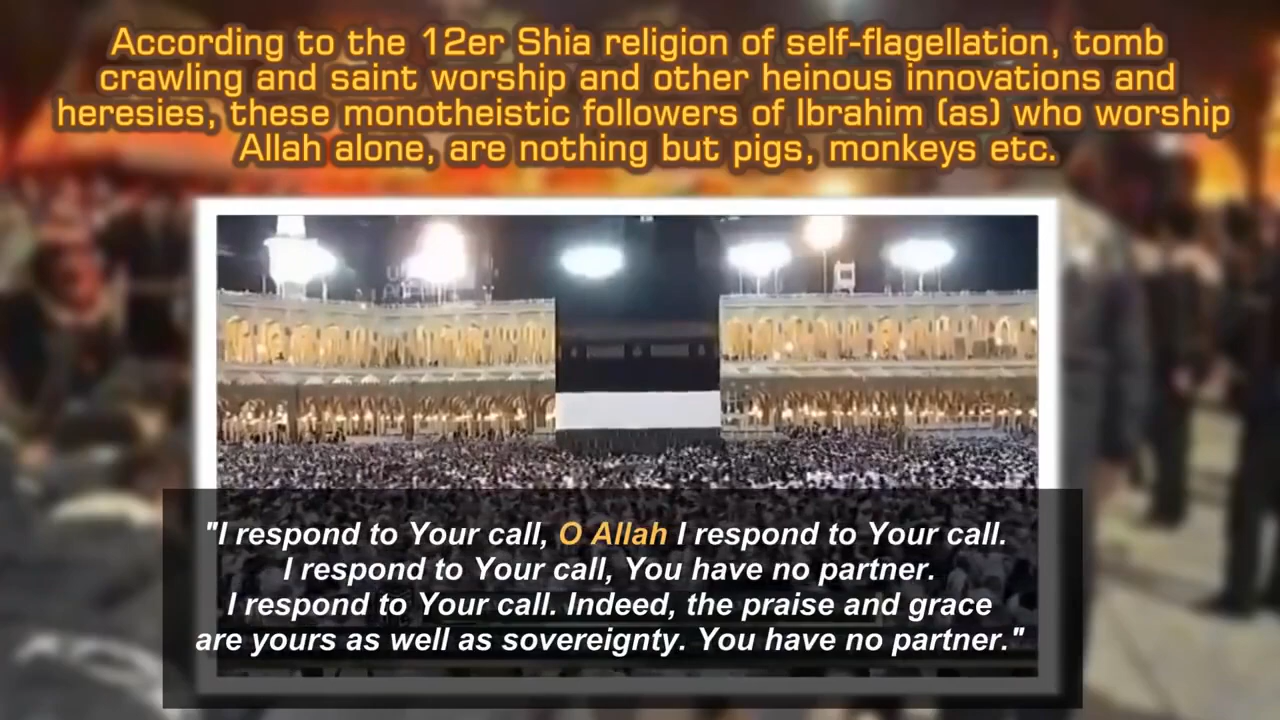 According to the 12er Shia religion of self-flagellation, tomb
crawling and saint worship and other heinous innovations and
heresies, these monotheistic followers of Ibrahim (as) who worship
Allah alone, are nothing but pigs, monkeys etc.
"I respond to Your call, O Allah I respond to Your call.
I respond to Your call, You have no partner.
I respond to Your call. Indeed, the praise and grace
are yours as well as sovereignty. You have no partner."